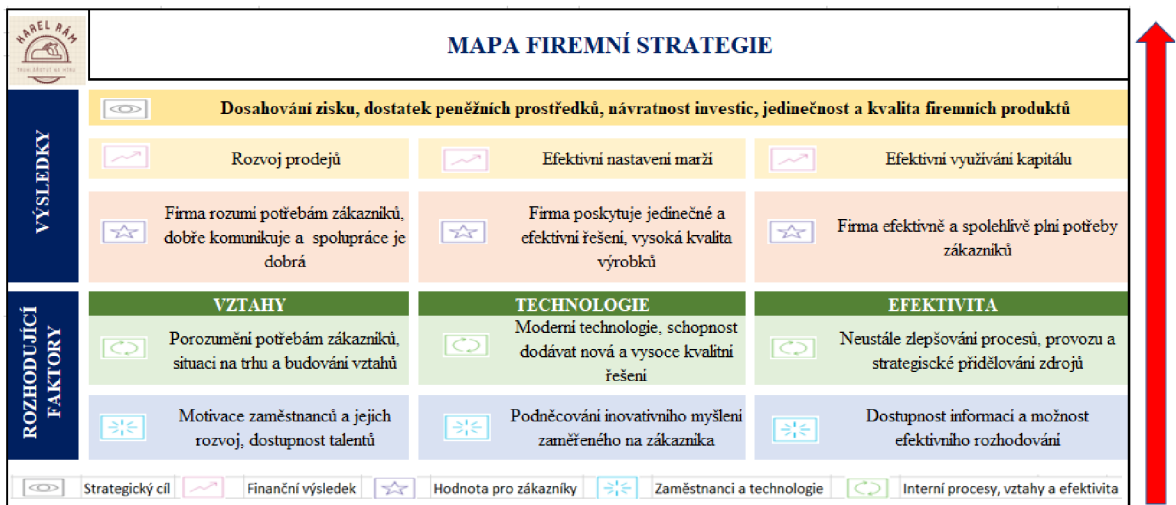 KAREL RÁM
MAPA FIREMNÍ STRATEGIE
VÝSLEDKY
Dosahování zisku, dostatek peněžních prostředků, návratnost investic, jedinečnost a kvalita firemních produktů
Rozvoj prodejů
Efektivní nastavení marží
Efektivní využívání kapitálu
Firma rozumí potřebám zákazníků,
dobře komunikuje a spolupráce je
dobrá
Firma poskytuje jedinečné a
efektivní řešení, vysoká kvalita
výrobků
Firma efektivně a spolehlivě plní potřeby
zákazníků
ROZHODUJÍCÍ
FAKTORY
VZTAHY
TECHNOLOGIE
EFEKTIVITA
Porozumění potřebám zákazníků,
situaci na trhu a budování vztahů
Moderní technologie, schopnost
dodávat nová a vysoce kvalitní
řešení
Neustále zlepšování procesů, provozu a
strategiscké přidělování zdrojů
Motivace zaměstnanců a jejich
rozvoj, dostupnost talentů
Podněcování inovativního myšlení
zaměřeného na zákazníka
Dostupnost informací a možnost
efektivního rozhodování
Strategický cíl
Finanční výsledek
Hodnota pro zákazníky
Zaměstnanci a technologie
Interní procesy, vztahy a efektivita